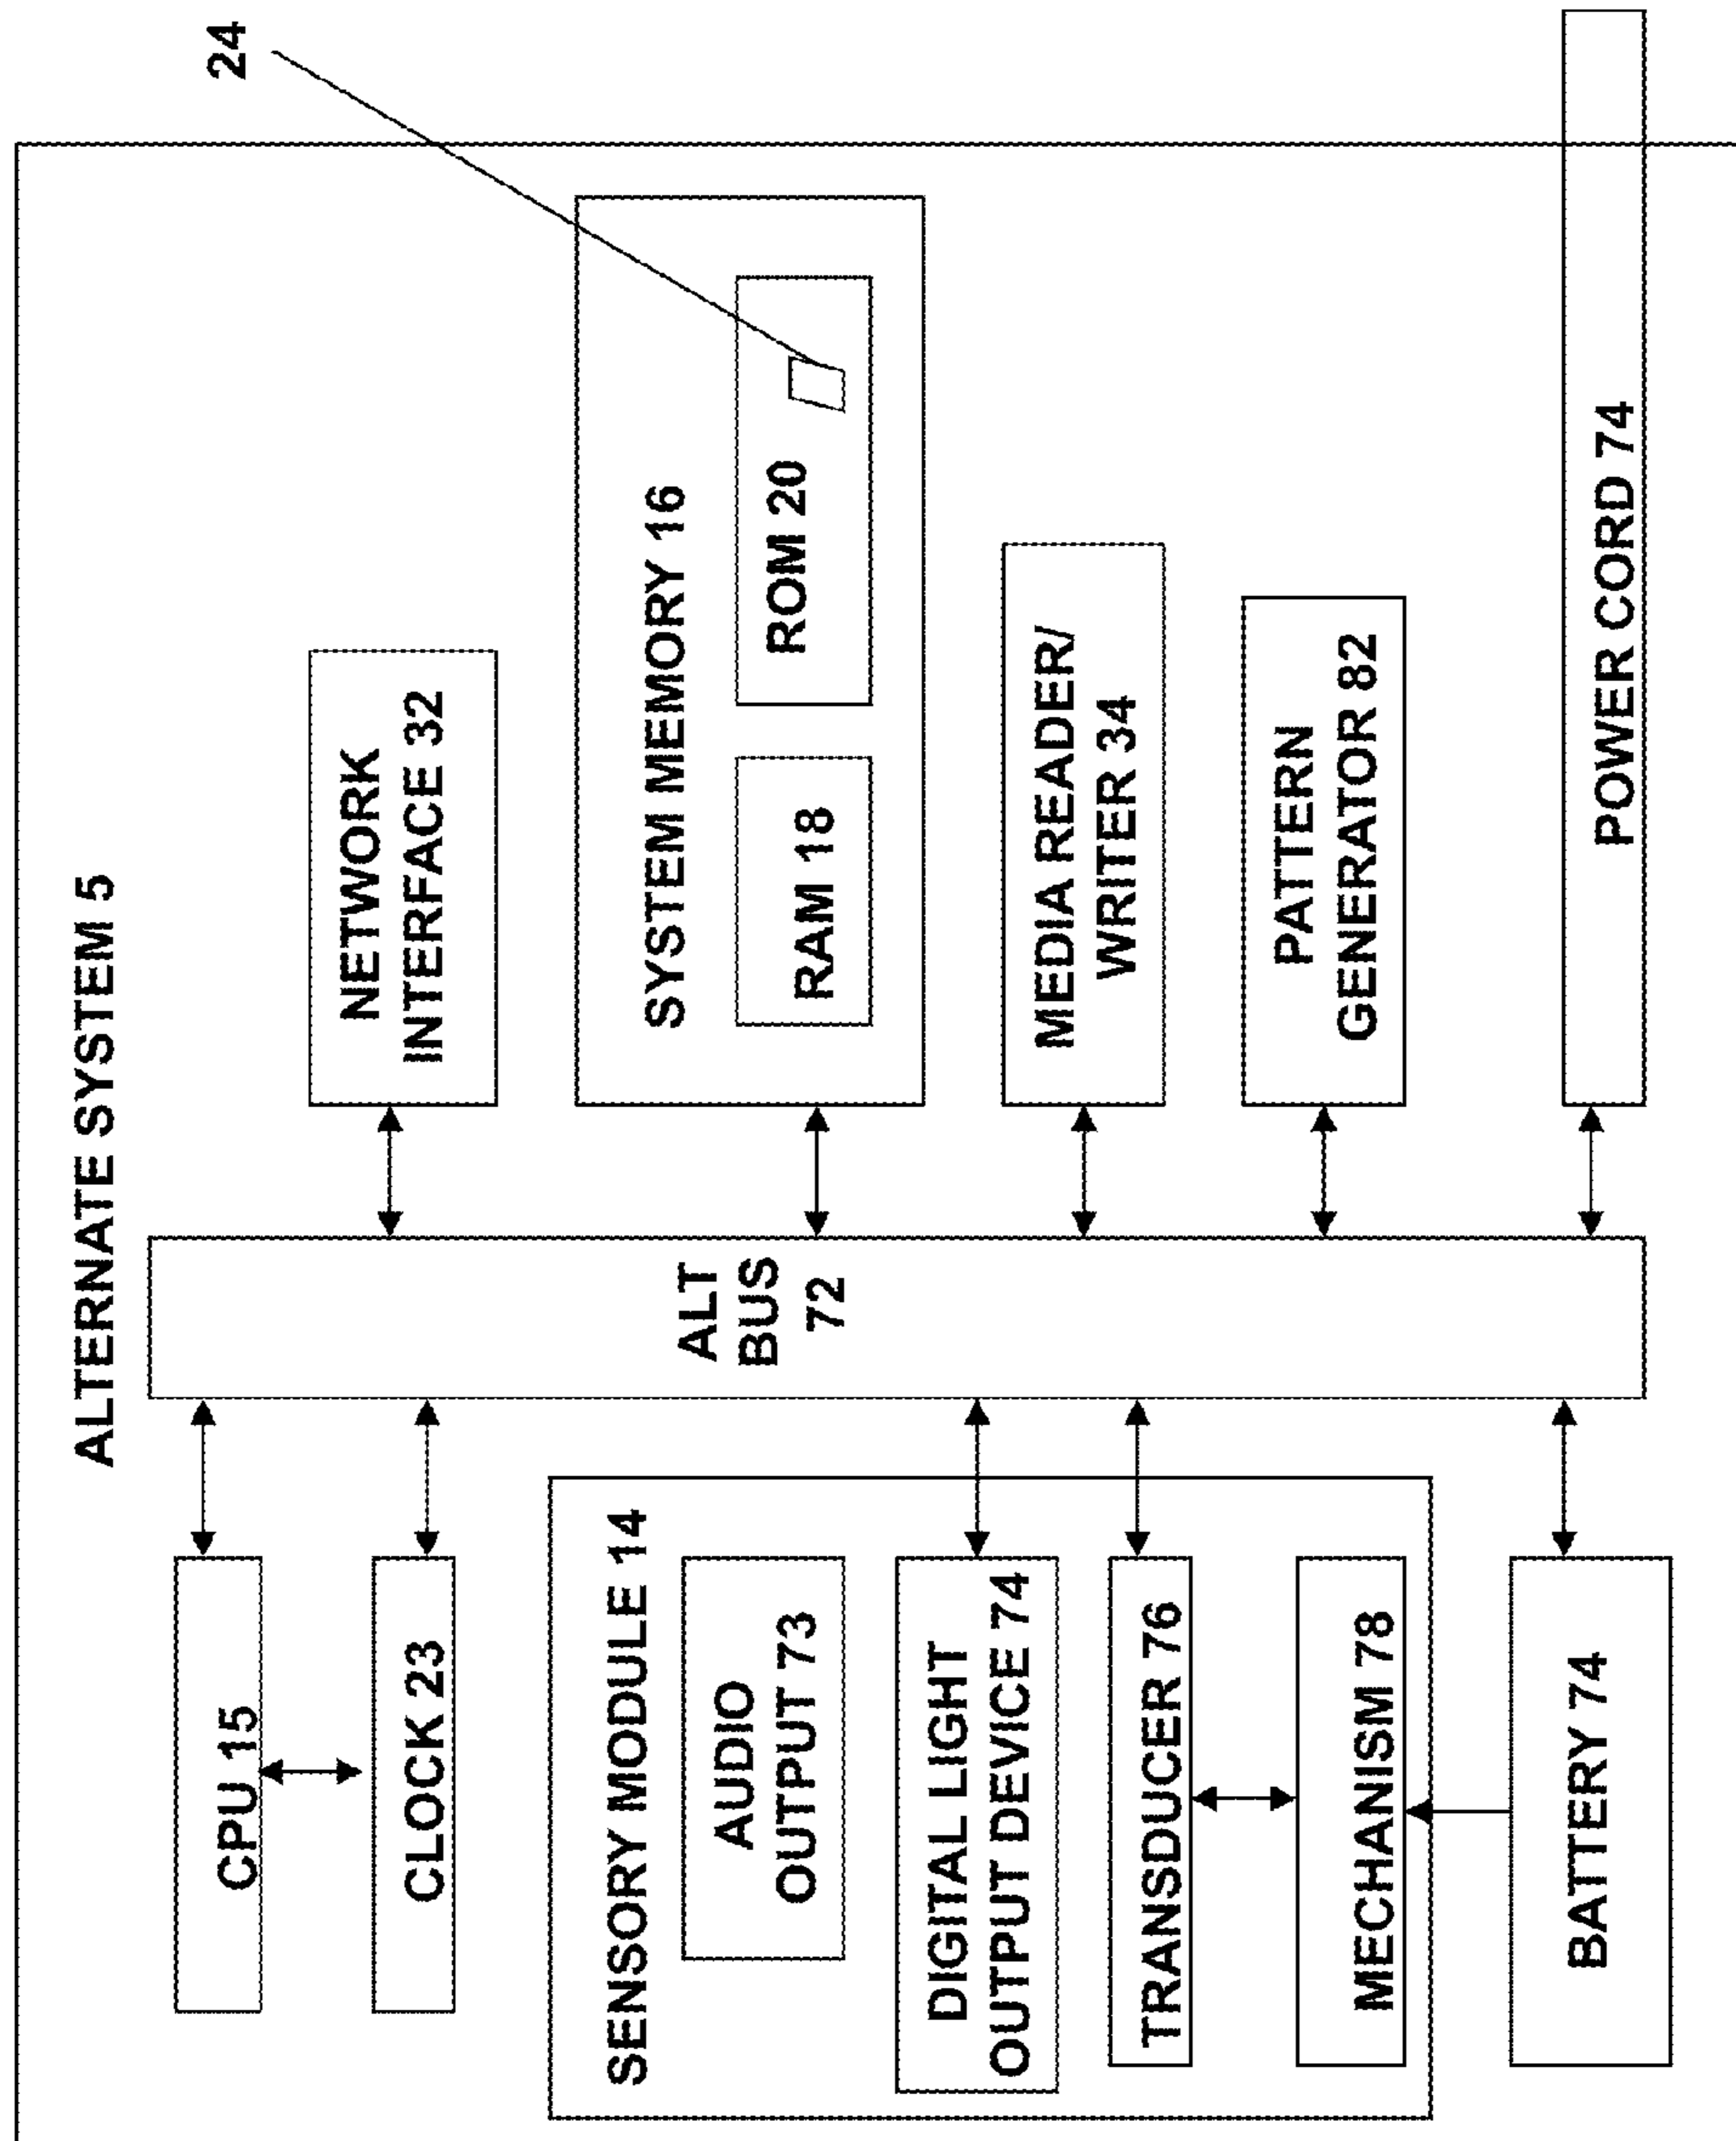 ALTERNATE SYSTEM 5
24
CPU 15
CLOCK 23
SENSORY MODULE 14
AUDIO
OUTPUT 73
DIGITAL LIGHT
OUTPUT DEVICE 74
TRANSDUCER 76
MECHANISM 78
BATTERY 74
ALT
BUS
72
NETWORK
INTERFACE 32
SYSTEM MEMORY 16
RAM 18
ROM 20
MEDIA READER/
WRITER 34
PATTERN
GENERATOR 82
POWER CORD 74